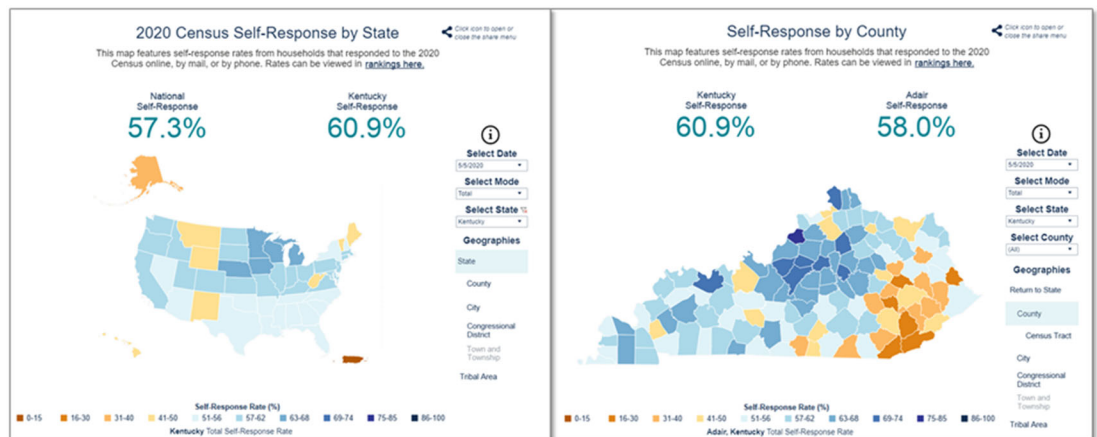 2020 Census Self-Response by State
Click icon to open or
close the share menu
This map features self-response rates from households that responded to the 2020
Census online, by mail, or by phone. Rates can be viewed in rankings here.
National
Self-Response
57.3%
Kentucky
Self-Response
60.9%
Select Date
5/5/2020
Select Mode
Total
Select State
Kentucky
Geographies
State
County
City
Congressional
District
Town and
Township
Tribal Area
Self-Response Rate (%)
0-15 16-30 31-40 41-50 51-56 57-62 63-68 69-74 75-85 86-100
Kentucky Total Self-Response Rate
Self-Response by County
Click icon to open or
close the share menu
This map features self-response rates from households that responded to the 2020
Census online, by mail, or by phone. Rates can be viewed in rankings here.
Kentucky
Self-Response
60.9%
Adair
Self-Response
58.0%
Select Date
5/5/2020
Select Mode
Total
Select State
Kentucky
Select County
(All)
Geographies
Return to State
County
Census Tract
City
Congressional
District
Town and
Township
Tribal Area
Self-Response Rate (%)
0-15 16-30 31-40 41-50 51-56 57-62 63-68 69-74 75-85 86-100
Adair, Kentucky Total Self-Response Rate